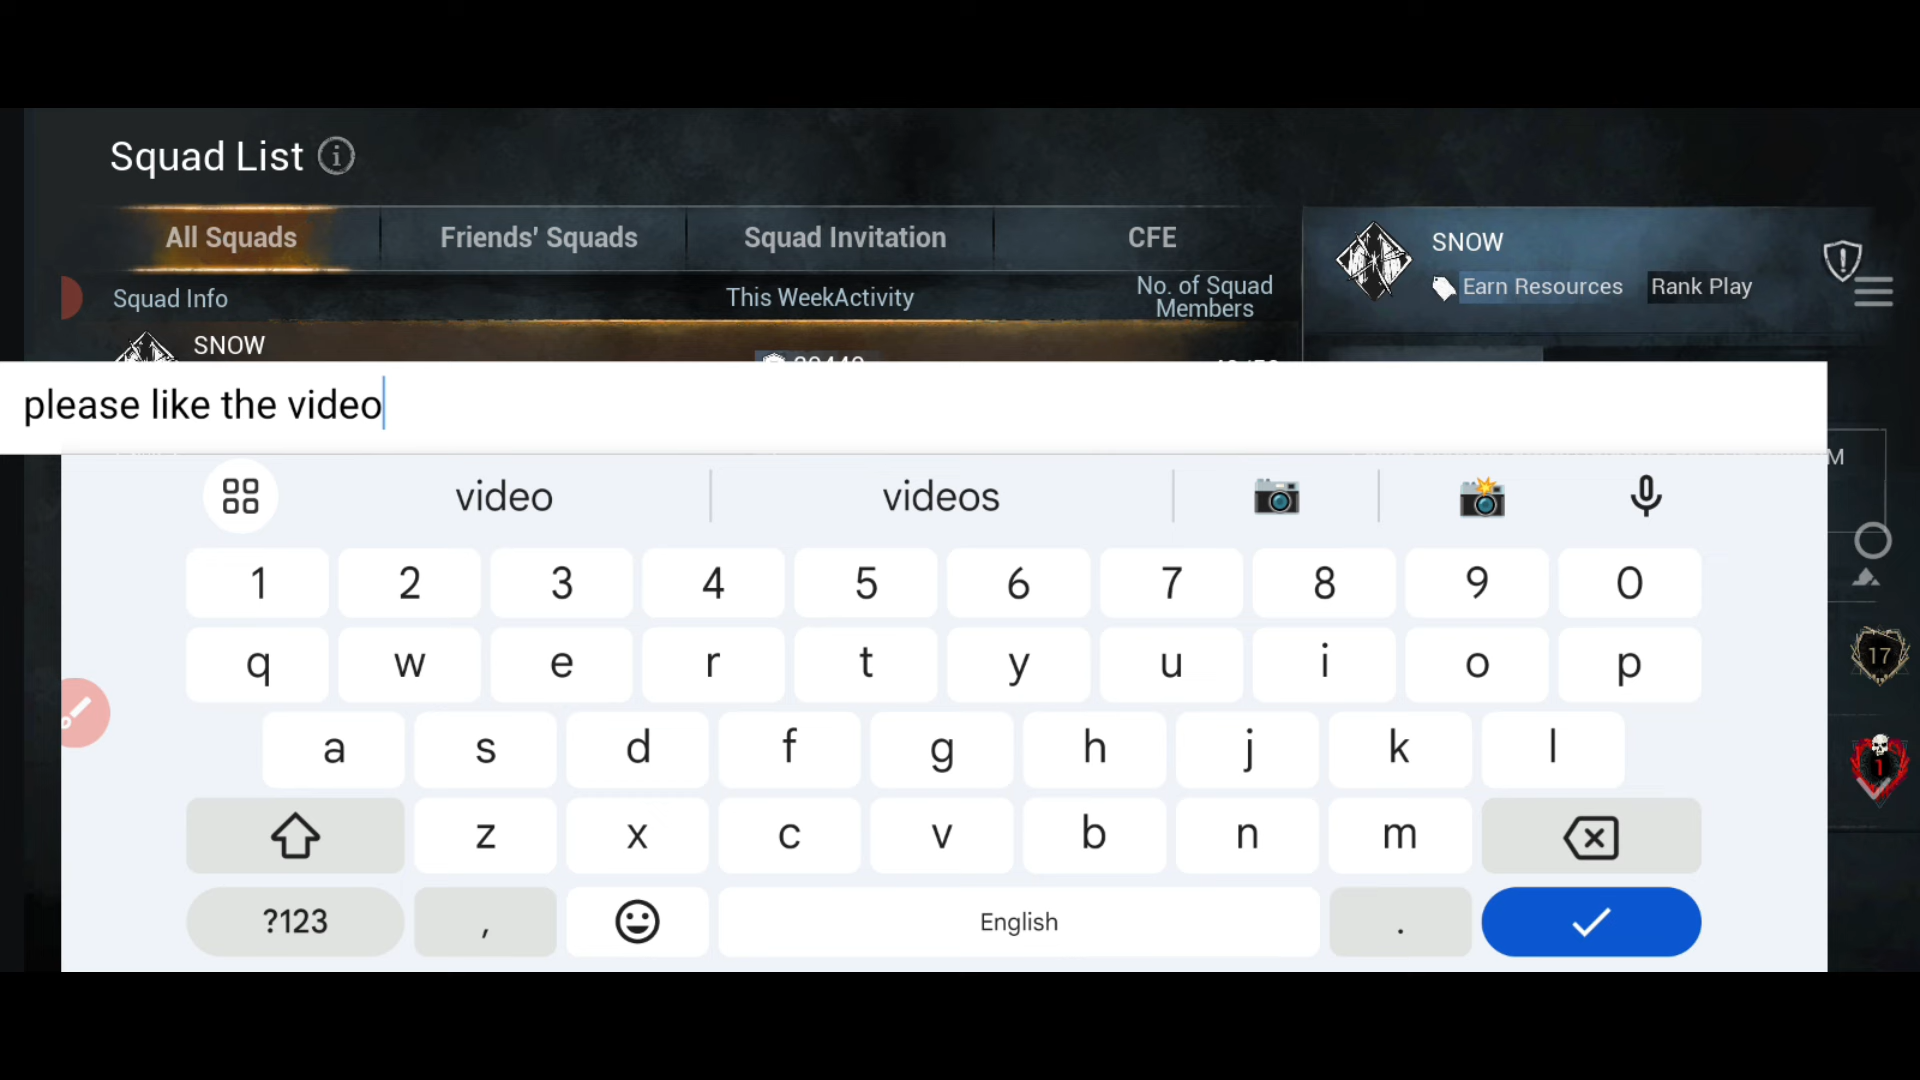 Squad List
All Squads
Friends' Squads
Squad Invitation
CFE
SNOW
Earn Resources
Rank Play
Squad Info
This WeekActivity
No. of Squad
Members
SNOW
please like the video
M
video
videos
1 2 3 4 5 6 7 8 9 0
q w e r t y u i o p
17
a s d f g h j k l
1
z x c v b n m
?123 , English .